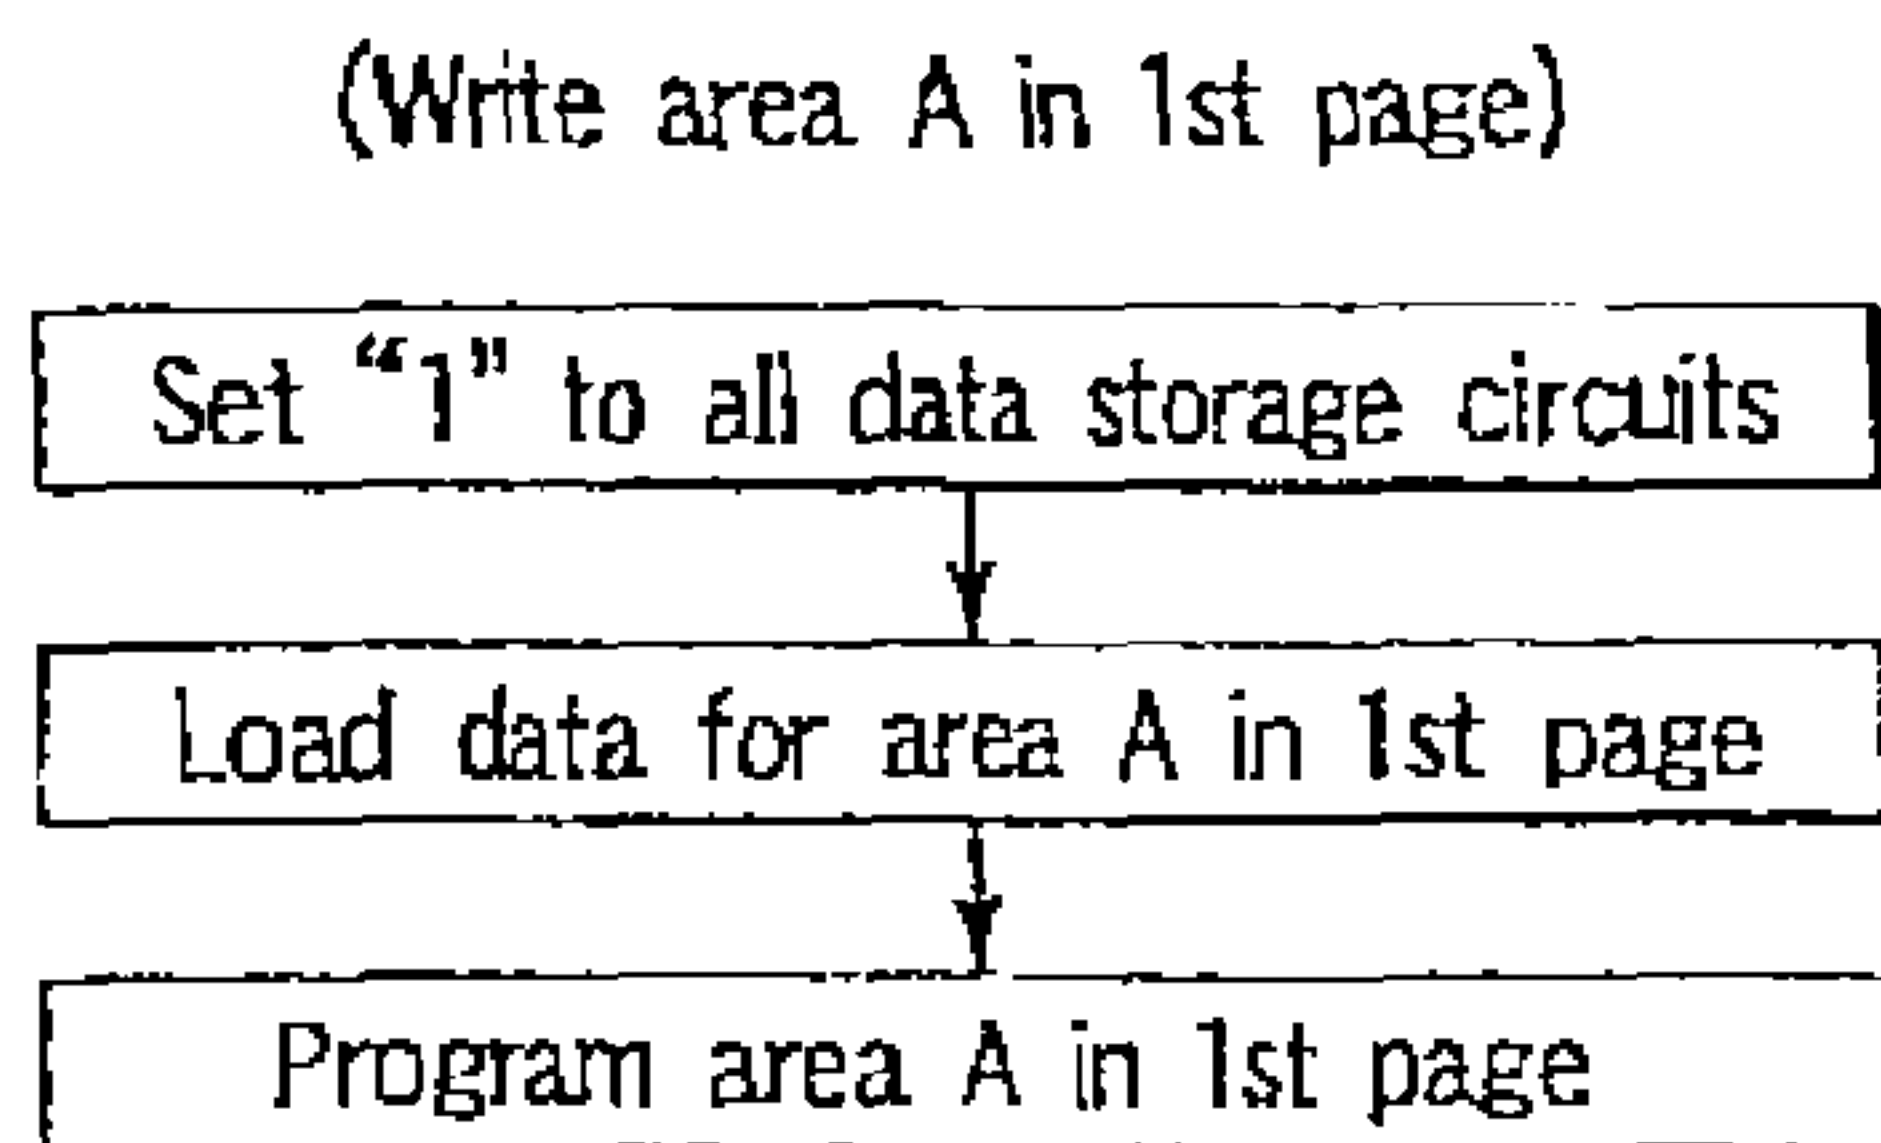 (Write area A in 1st page)
Set “1” to all data storage circuits
Load data for area A in 1st page
Program area A in 1st page